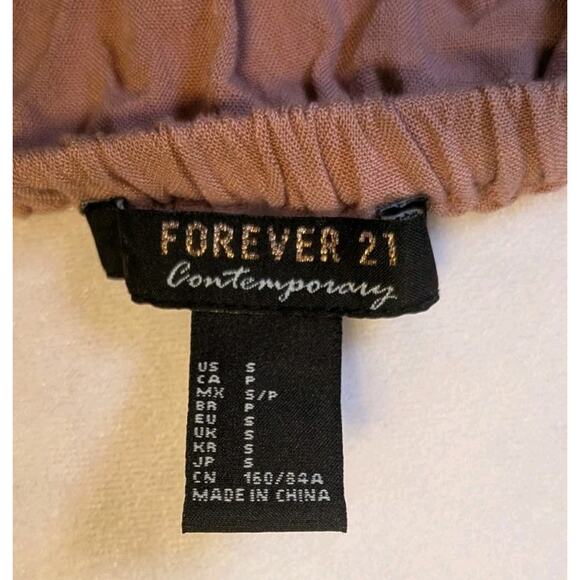 FOREVER 21
Contemporary
US S
CA P
MX S/P
BR P
EU S
UK S
KR S
JP S
CN 160/84A
MADE IN CHINA